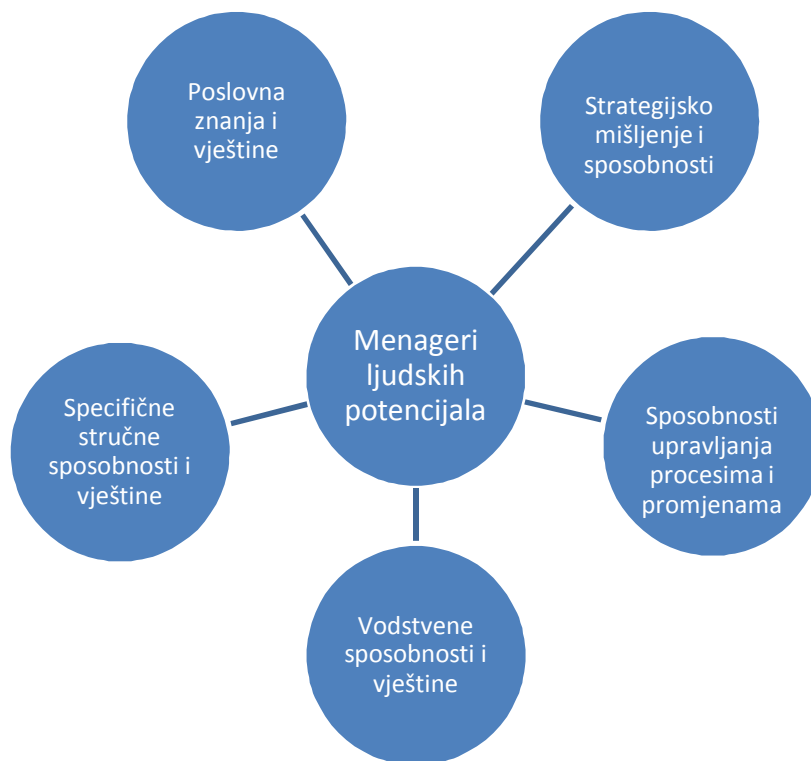 Poslovna
znanja i
vještine
Strategijsko
mišljenje i
sposobnosti
Menageri
ljudskih
potencijala
Specifične
stručne
sposobnosti i
vještine
Sposobnosti
upravljanja
procesima i
promjenama
Vodstvene
sposobnosti i
vještine